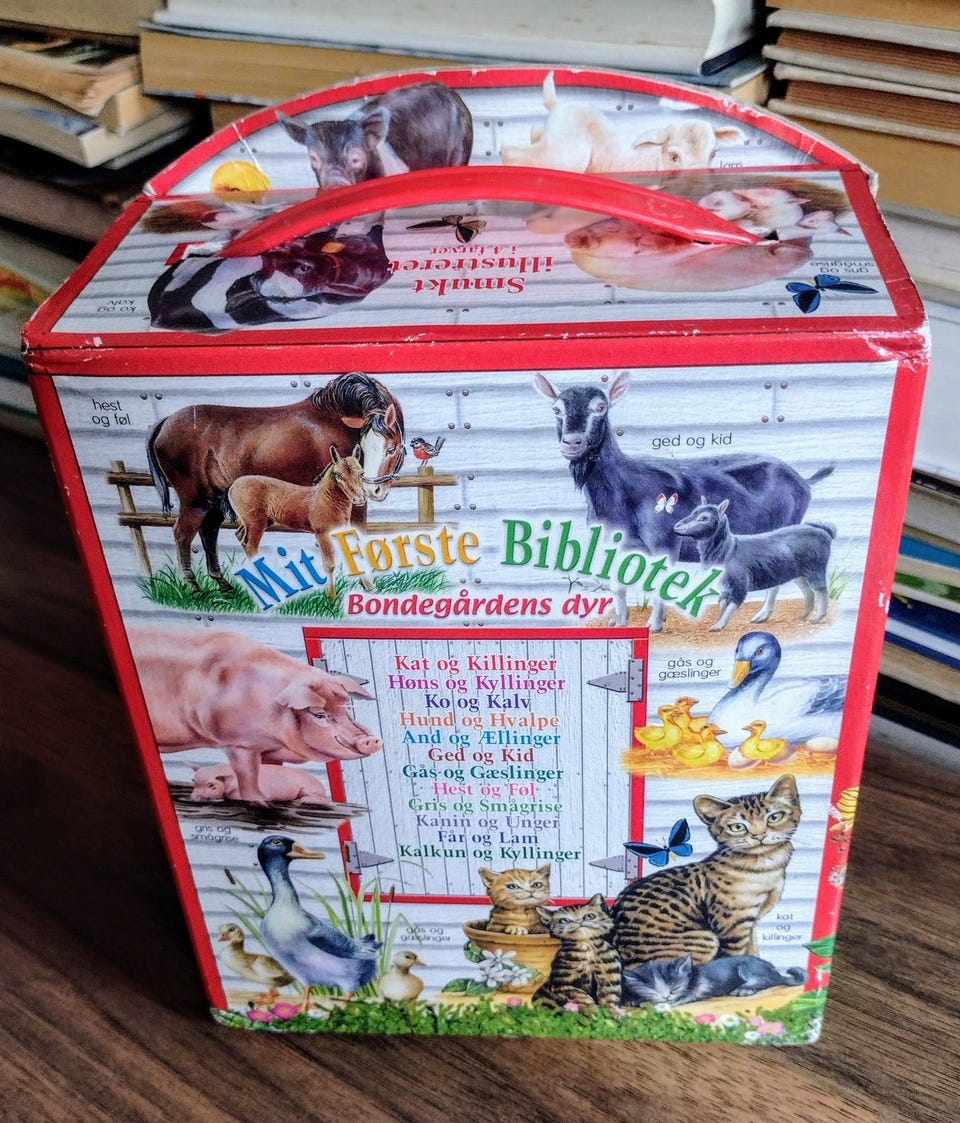 lam
Smukt
illustreret
i 4 farver
ko og
kalv
gris og
smågrise
hest
og føl
ged og kid
Mit Første Bibliotek
Bondegårdens dyr
Kat og Killinger
Høns og Kyllinger
Ko og Kalv
Hund og Hvalpe
And og Ællinger
Ged og Kid
Gås og Gæslinger
Hest og Føl
Gris og Smågrise
Kanin og Unger
Får og Lam
Kalkun og Kyllinger
gås og
gæslinger
gris og
smågrise
gås og
gæslinger
kat
og
killinger